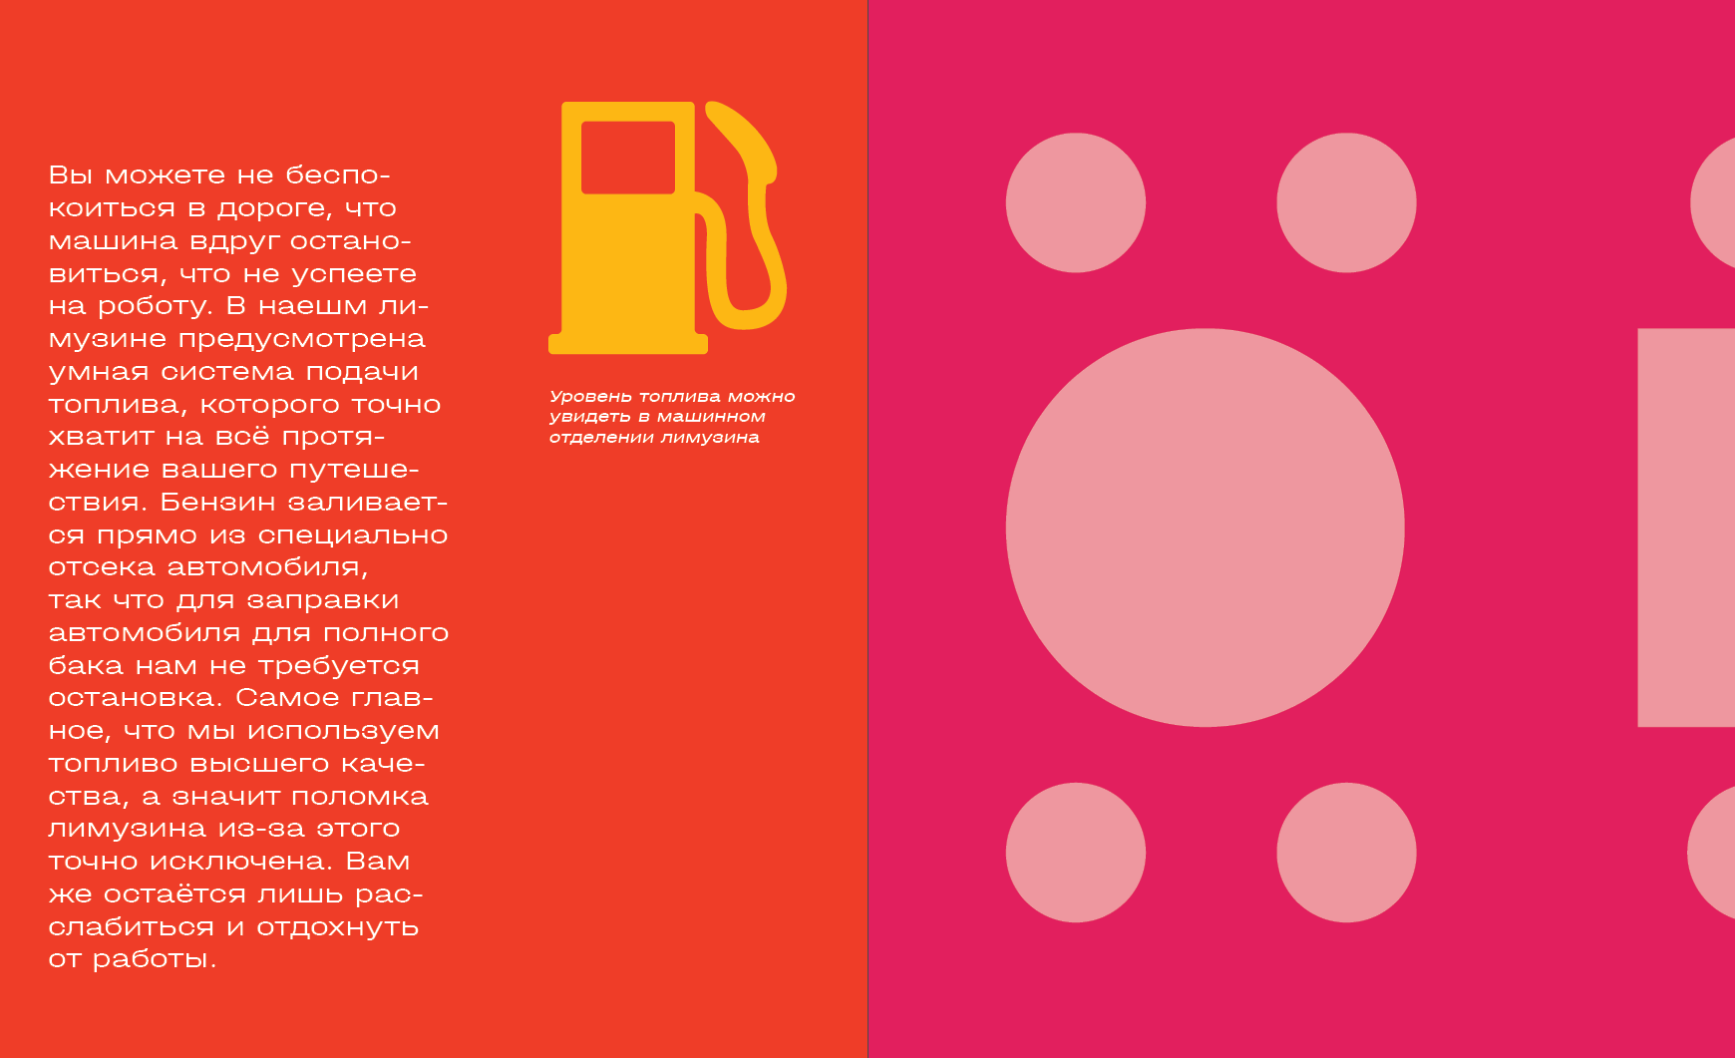 Вы можете не беспо-
коиться в дороге, что
машина вдруг остано-
виться, что не успеете
на роботу. В наешм ли-
музине предусмотрена
умная система подачи
топлива, которого точно
хватит на всё протя-
жение вашего путеше-
ствия. Бензин заливает-
ся прямо из специально
отсека автомобиля,
так что для заправки
автомобиля для полного
бака нам не требуется
остановка. Самое глав-
ное, что мы используем
топливо высшего каче-
ства, а значит поломка
лимузина из-за этого
точно исключена. Вам
же остаётся лишь рас-
слабиться и отдохнуть
от работы.
Уровень топлива можно
увидеть в машинном
отделении лимузина